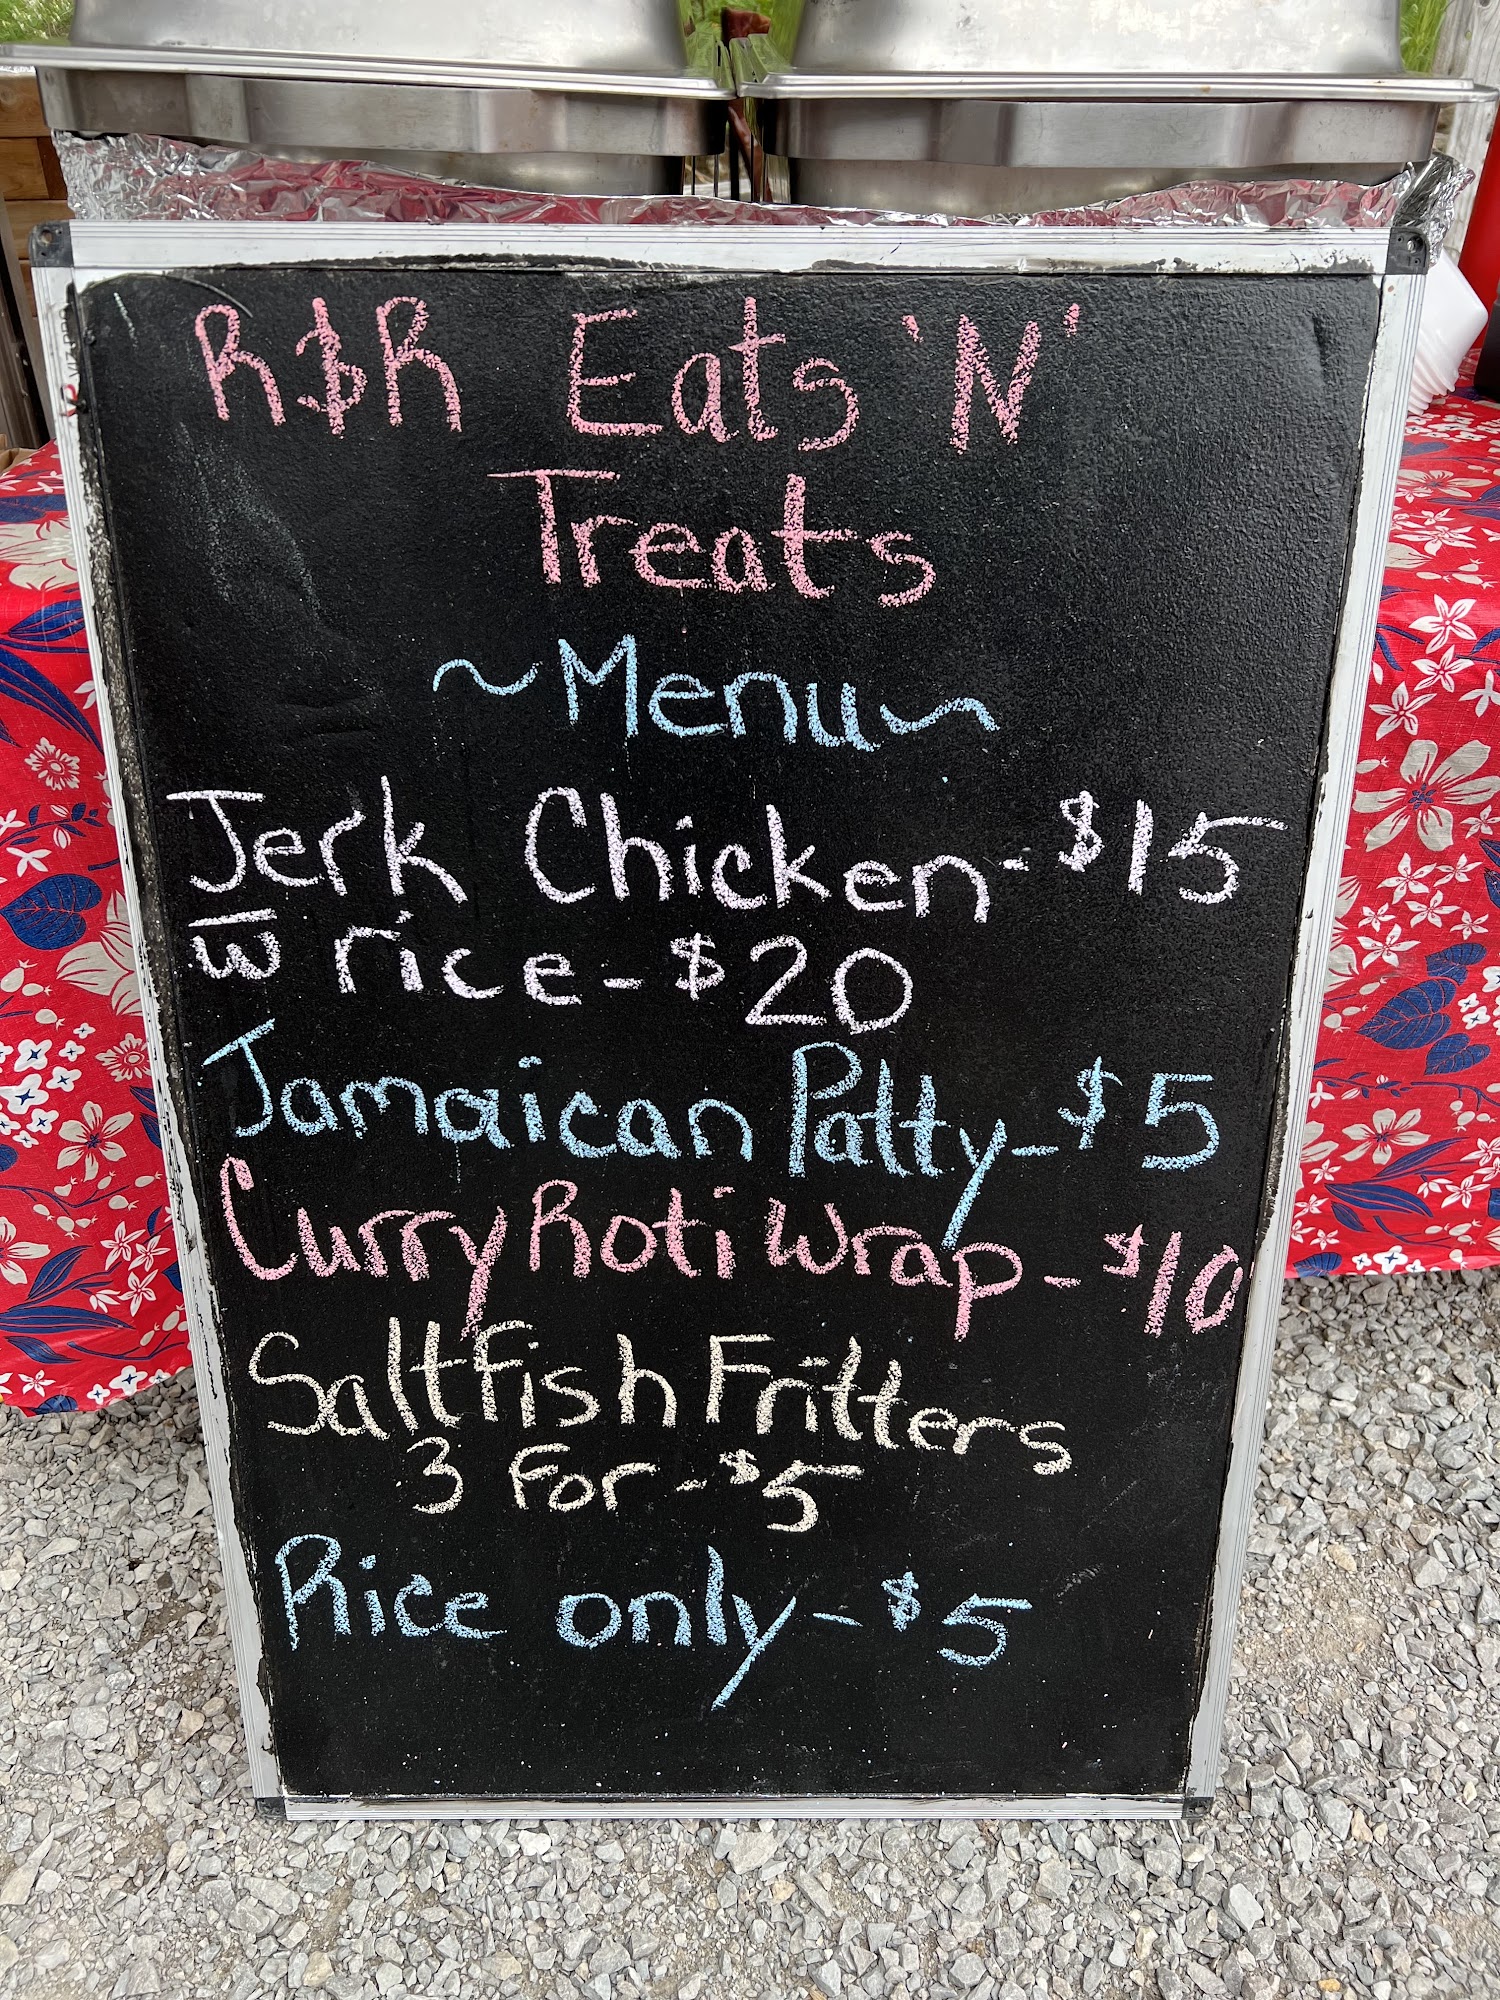 R&R Eats 'N'
Treats
~Menu~
Jerk Chicken - $15
w̅ rice - $20
Jamaican Patty - $5
Curry Roti Wrap - $10
Saltfish Fritters
3 For - $5
Rice only - $5